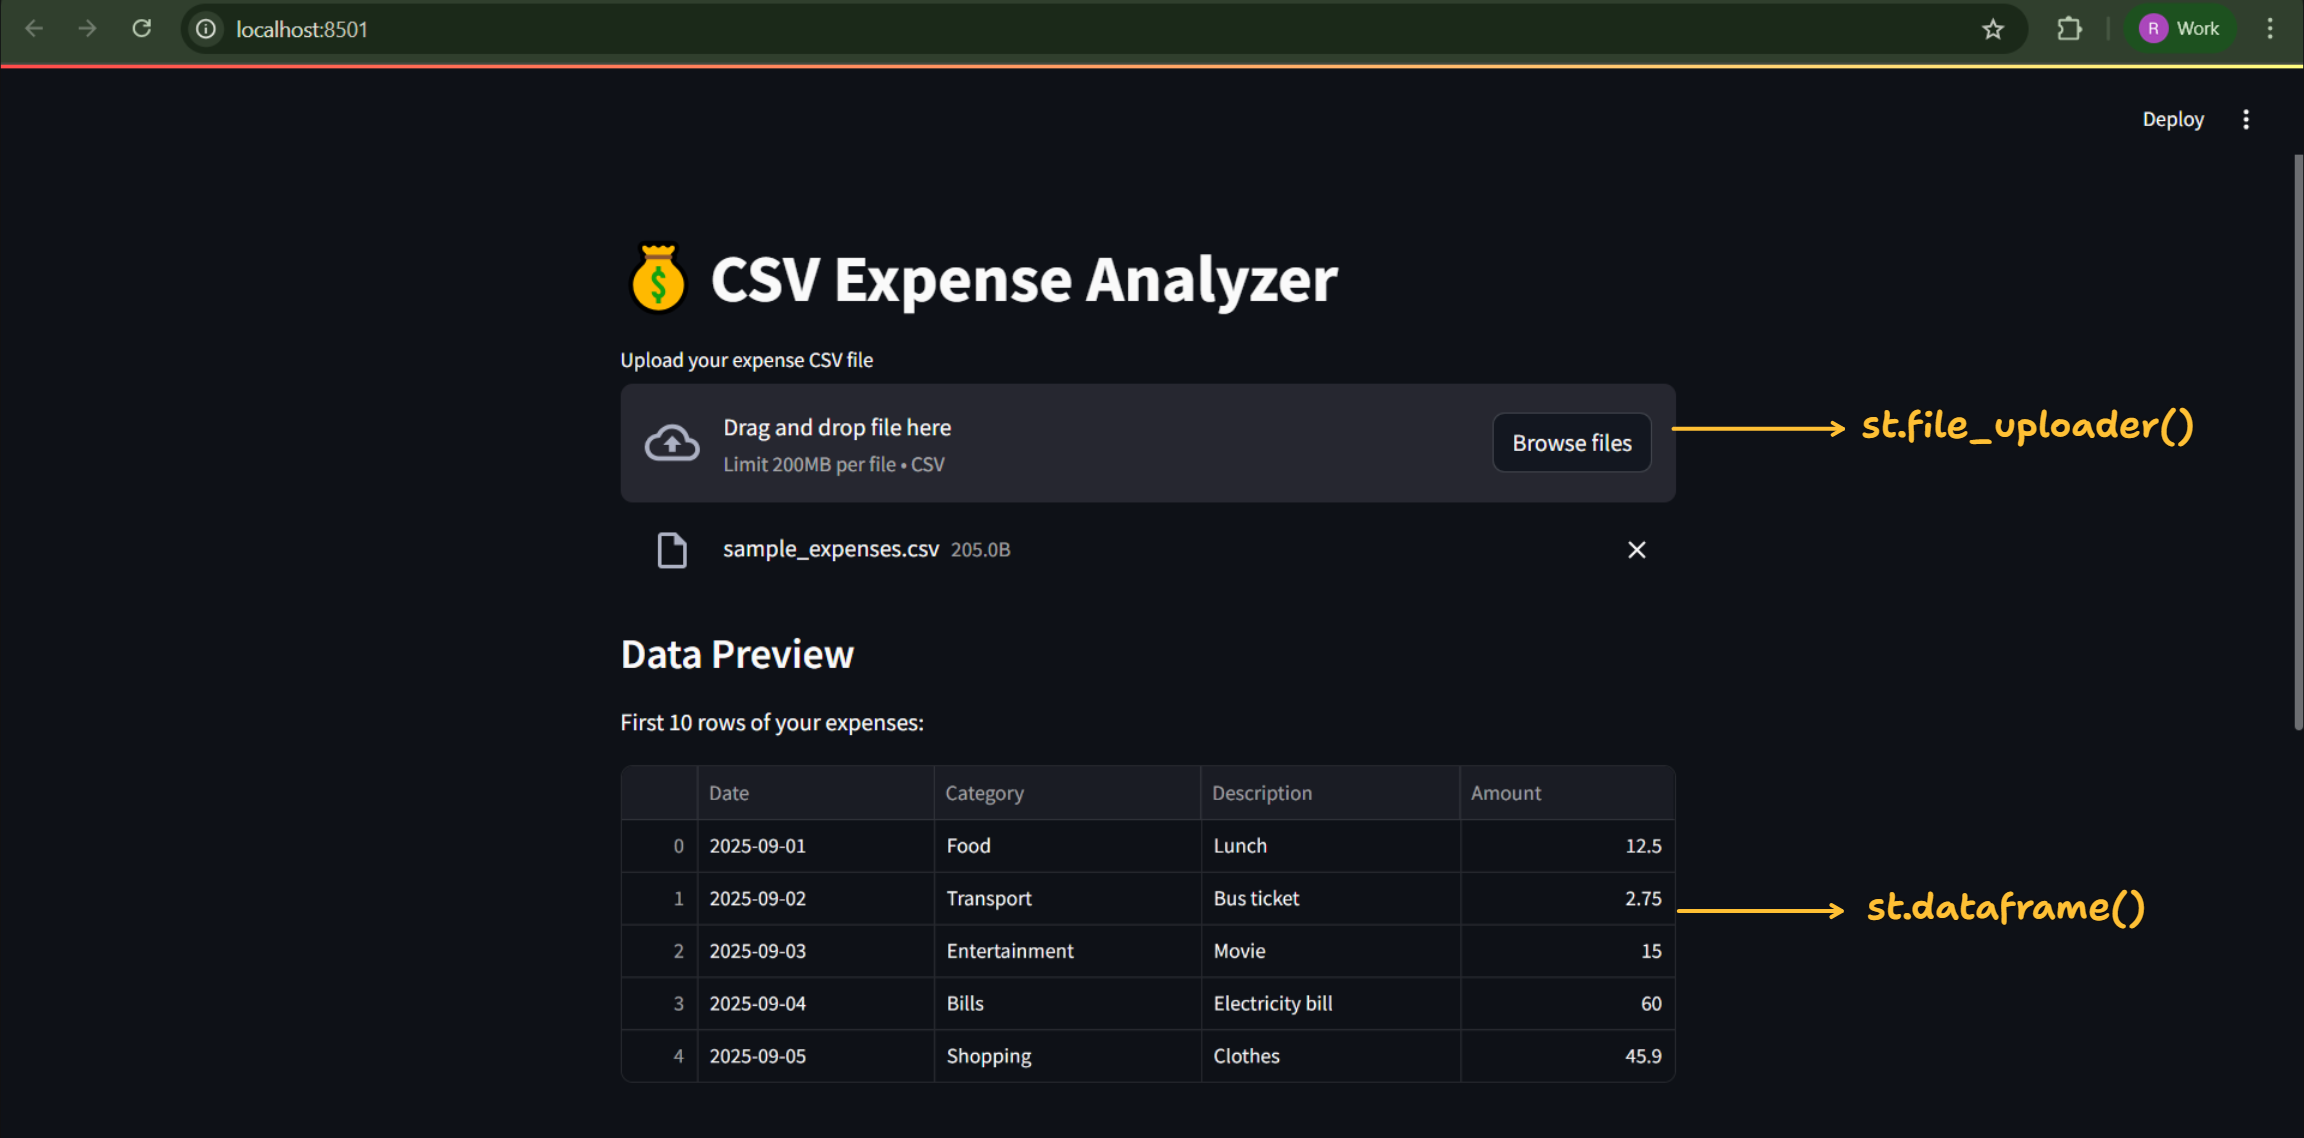 localhost:8501
R Work
Deploy
CSV Expense Analyzer
Upload your expense CSV file
Drag and drop file here
Limit 200MB per file • CSV
Browse files
st.file_uploader()
sample_expenses.csv 205.0B
Data Preview
First 10 rows of your expenses:
Date Category Description Amount
0 2025-09-01 Food Lunch 12.5
1 2025-09-02 Transport Bus ticket 2.75
st.dataframe()
2 2025-09-03 Entertainment Movie 15
3 2025-09-04 Bills Electricity bill 60
4 2025-09-05 Shopping Clothes 45.9